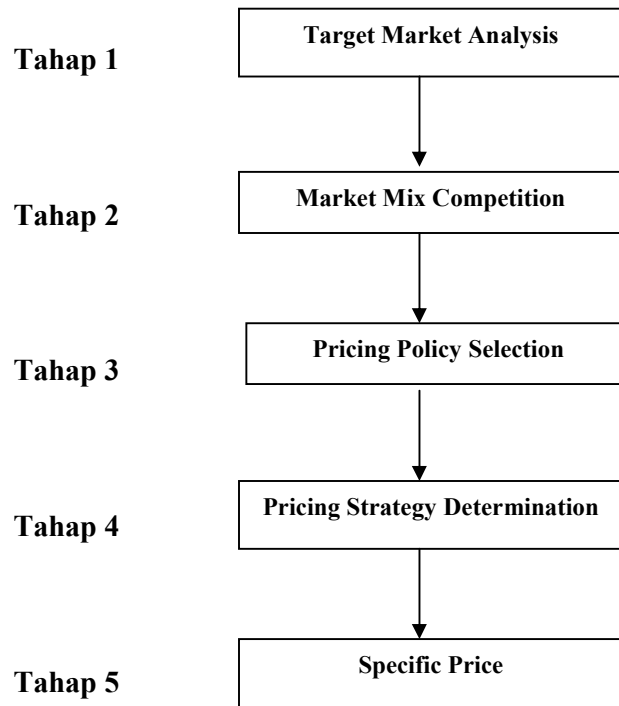 Tahap 1
Target Market Analysis
Tahap 2
Market Mix Competition
Tahap 3
Pricing Policy Selection
Tahap 4
Pricing Strategy Determination
Tahap 5
Specific Price